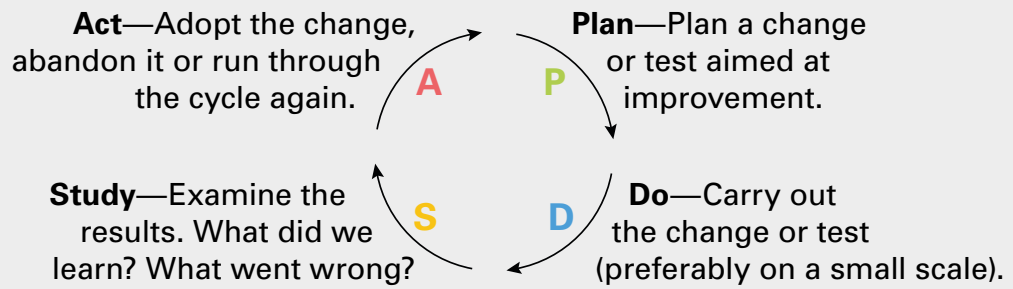 Act—Adopt the change,
abandon it or run through
the cycle again.
A
P
Plan—Plan a change
or test aimed at
improvement.
Study—Examine the
results. What did we
learn? What went wrong?
S
D
Do—Carry out
the change or test
(preferably on a small scale).